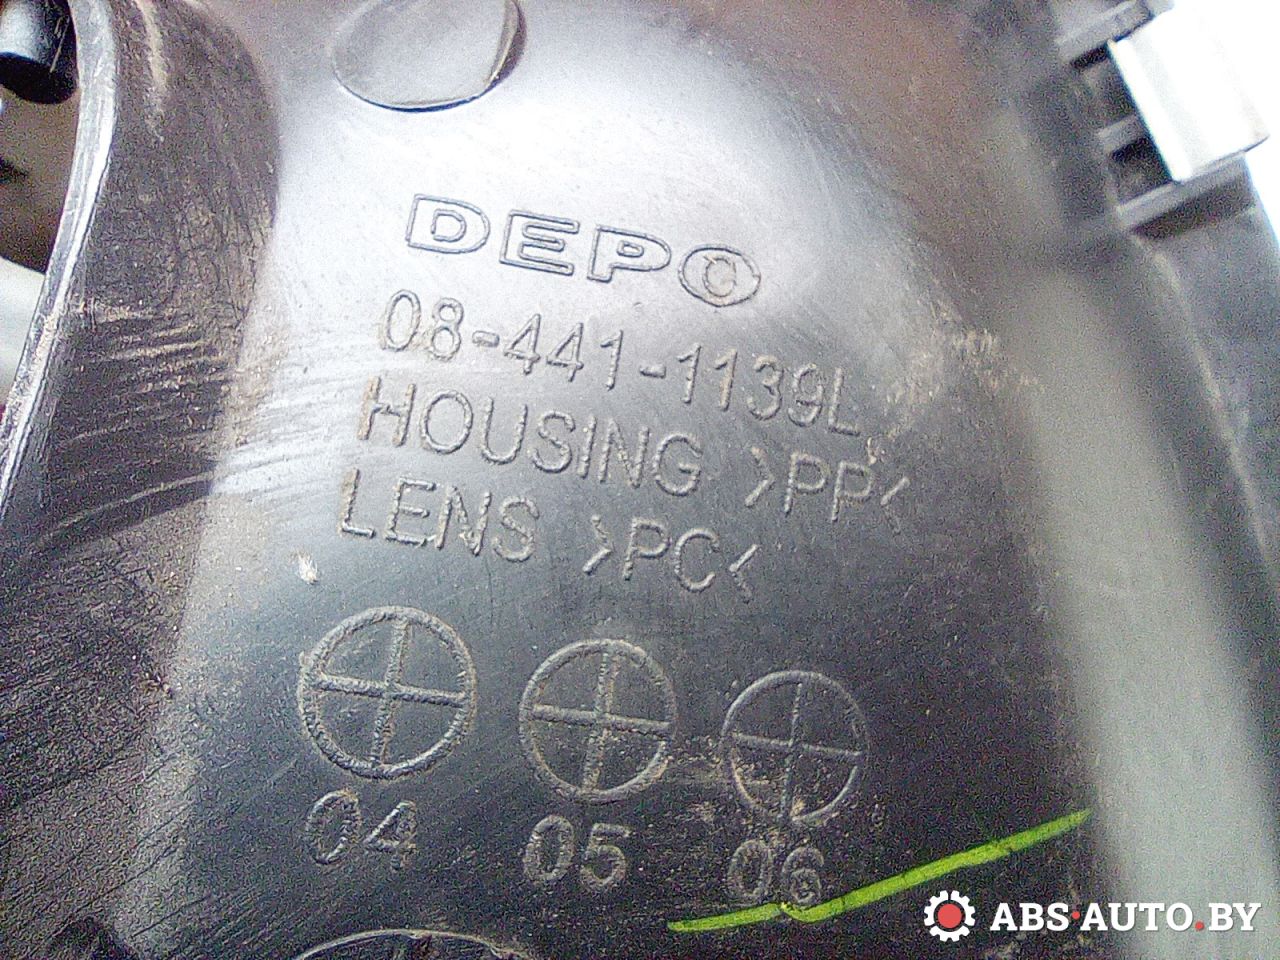 DEPO
08-441-1139L
HOUSING >PP<
LENS >PC<
04 05 06
ABS·AUTO.BY